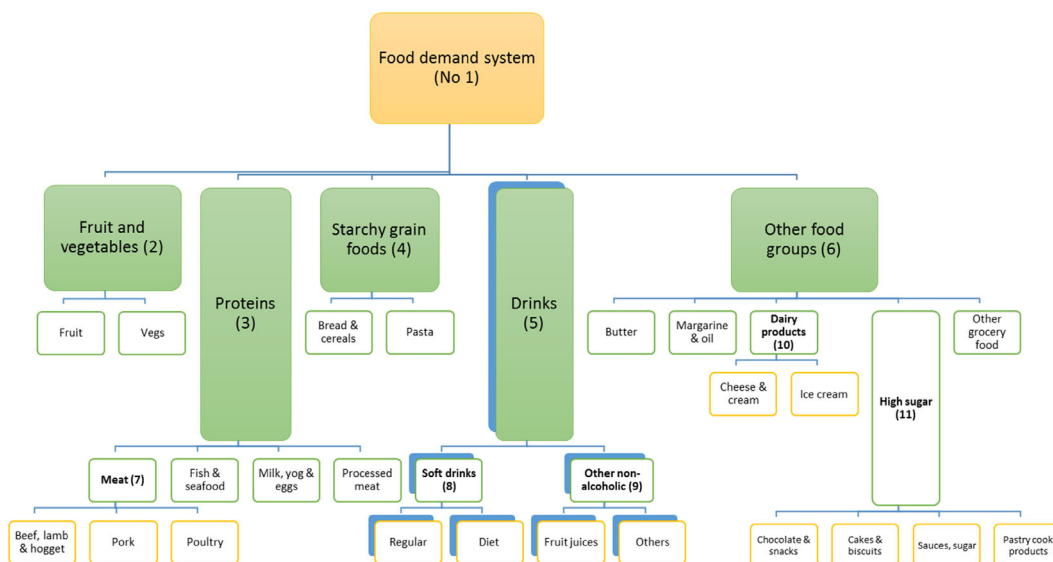 Food demand system
(No 1)
Fruit and
vegetables (2)
Proteins
(3)
Starchy grain
foods (4)
Drinks
(5)
Other food
groups (6)
Fruit
Vegs
Bread &
cereals
Pasta
Butter
Margarine
& oil
Dairy
products
(10)
High sugar
(11)
Other
grocery
food
Cheese &
cream
Ice cream
Meat (7)
Fish &
seafood
Milk, yog &
eggs
Processed
meat
Soft drinks
(8)
Other non-
alcoholic (9)
Beef, lamb
& hogget
Pork
Poultry
Regular
Diet
Fruit juices
Others
Chocolate &
snacks
Cakes &
biscuits
Sauces, sugar
Pastry cook
products